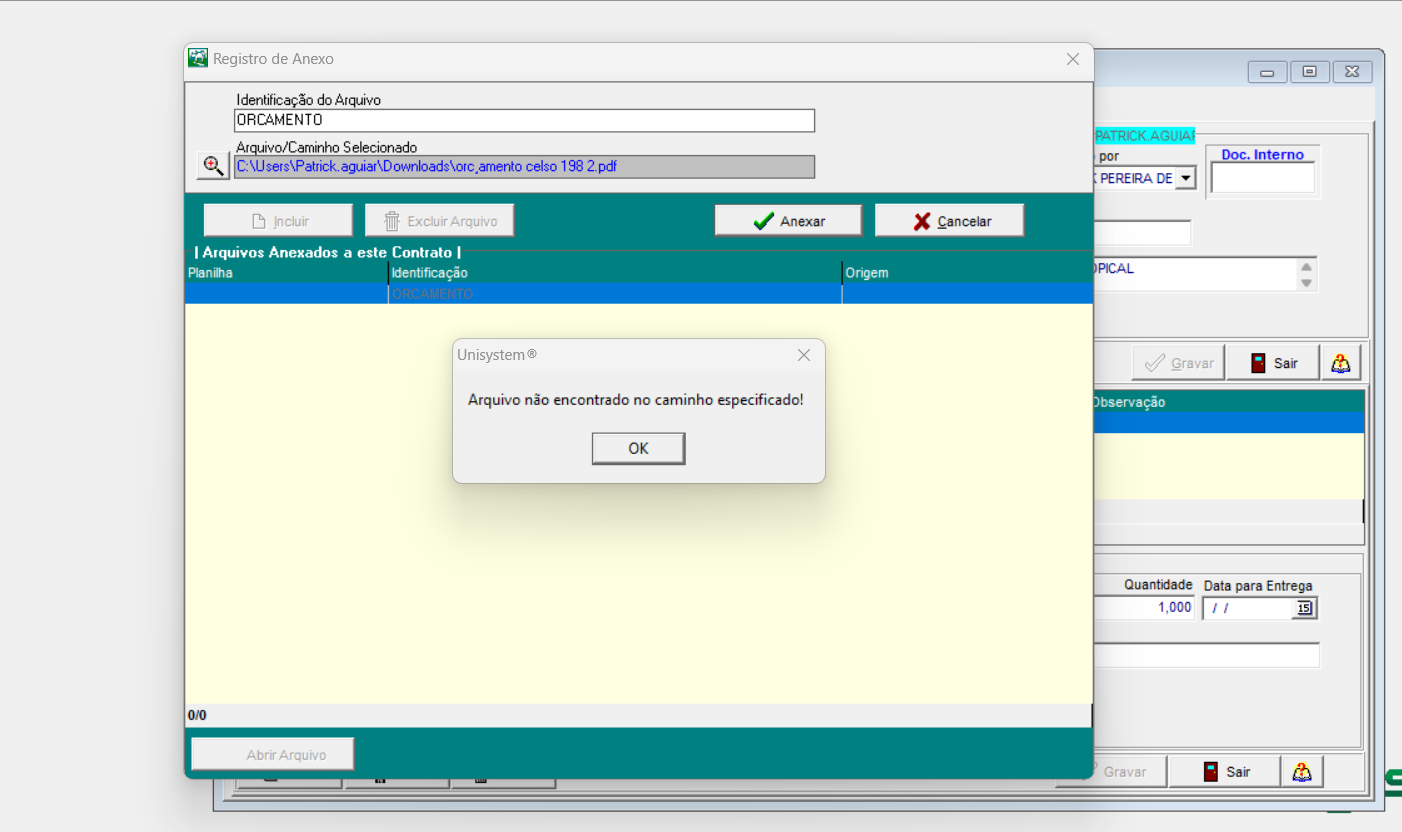 Registro de Anexo
Identificação do Arquivo
ORCAMENTO
Arquivo/Caminho Selecionado
C:\Users\Patrick.aguiar\Downloads\orc¸amento celso 198 2.pdf
Incluir
Excluir Arquivo
Anexar
Cancelar
| Arquivos Anexados a este Contrato |
Planilha Identificação Origem
ORCAMENTO
Unisystem®
Arquivo não encontrado no caminho especificado!
OK
0/0
Abrir Arquivo
PATRICK.AGUIAR
por
Doc. Interno
PEREIRA DE
OPICAL
Gravar
Sair
Observação
Quantidade Data para Entrega
1,000 / / 15
Gravar
Sair